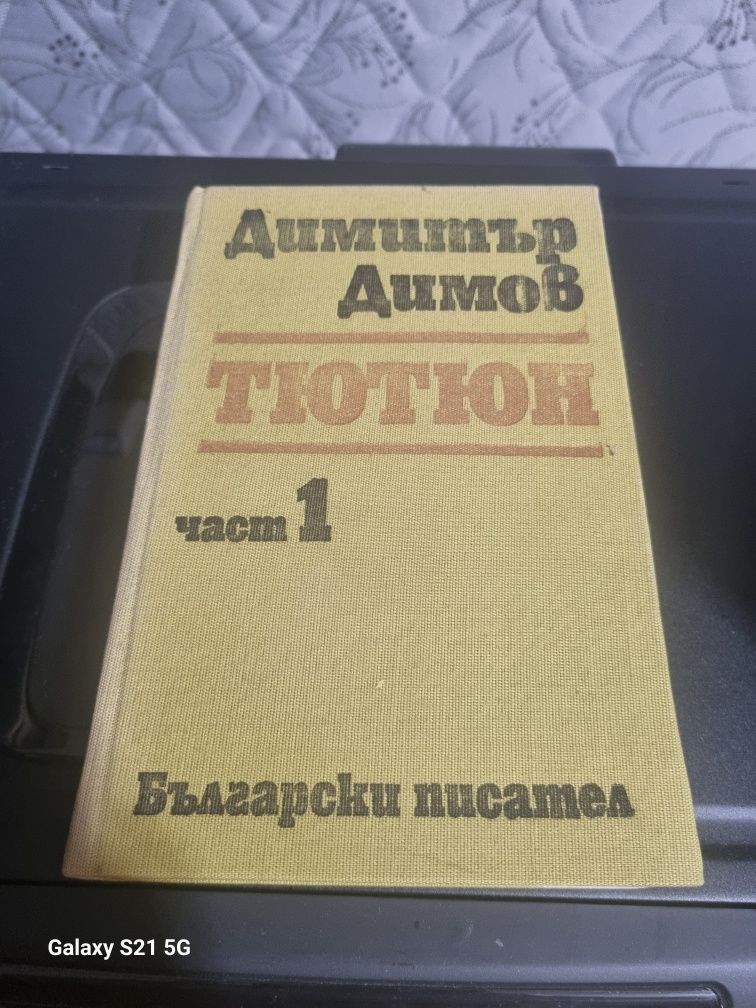 Димитър
Димов
ТЮТЮН
част 1
Български писател
Galaxy S21 5G